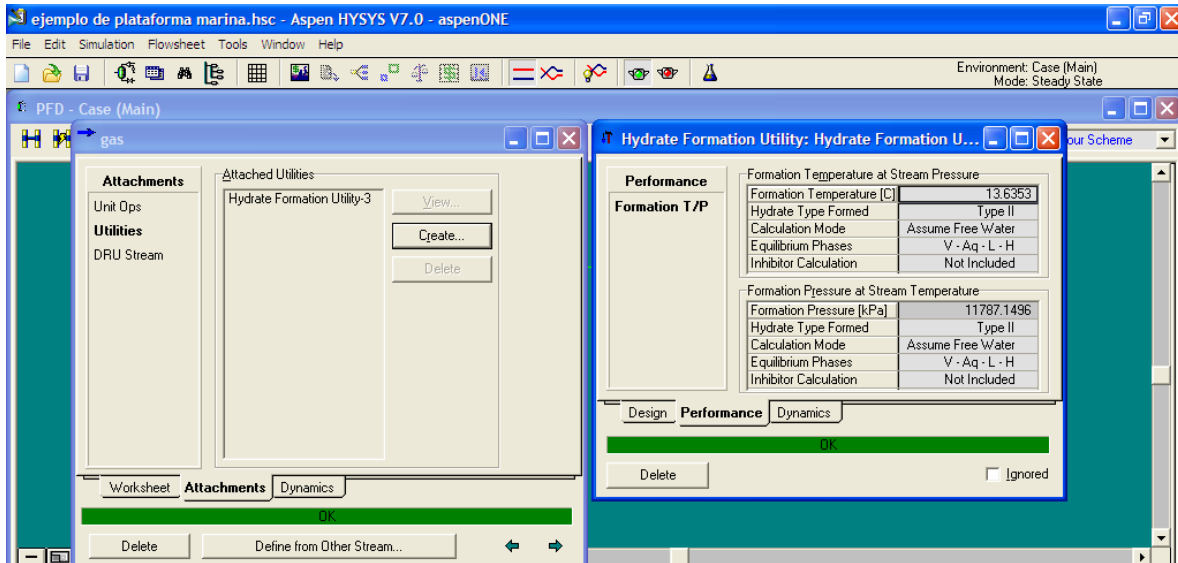 ejemplo de plataforma marina.hsc - Aspen HYSYS V7.0 - aspenONE
File Edit Simulation Flowsheet Tools Window Help
Environment: Case (Main)
Mode: Steady State
PFD - Case (Main)
our Scheme
gas
Attachments
Unit Ops
Utilities
DRU Stream
Attached Utilities
Hydrate Formation Utility-3
View...
Create...
Delete
Worksheet Attachments Dynamics
OK
Delete Define from Other Stream...
Hydrate Formation Utility: Hydrate Formation U...
Performance
Formation T/P
Formation Temperature at Stream Pressure
Formation Temperature [C] 13.6353
Hydrate Type Formed Type II
Calculation Mode Assume Free Water
Equilibrium Phases V - Aq - L - H
Inhibitor Calculation Not Included
Formation Pressure at Stream Temperature
Formation Pressure [kPa] 11787.1496
Hydrate Type Formed Type II
Calculation Mode Assume Free Water
Equilibrium Phases V - Aq - L - H
Inhibitor Calculation Not Included
Design Performance Dynamics
OK
Delete Ignored